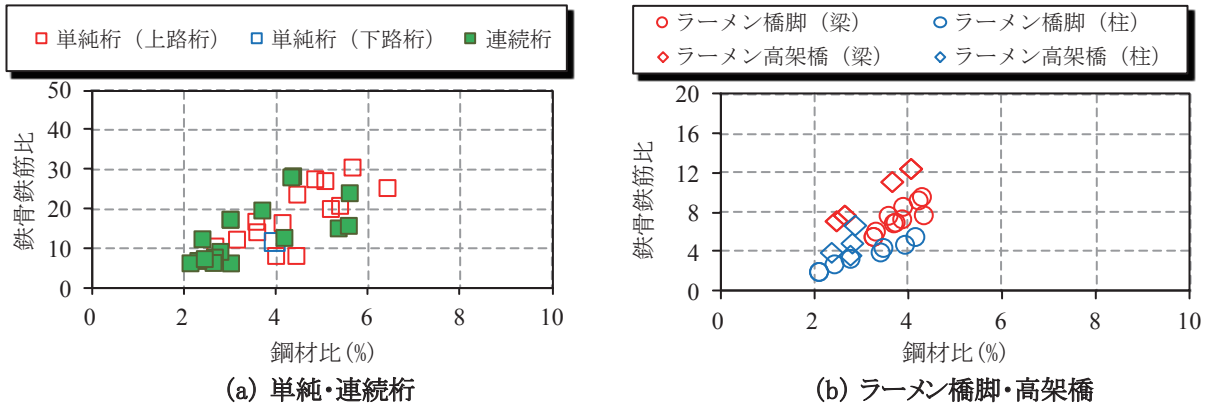 単純桁（上路桁） 単純桁（下路桁） 連続桁
50
40
30
20
10
0
鉄骨鉄筋比
0 2 4 6 8 10
鋼材比(%)
(a) 単純・連続桁
ラーメン橋脚（梁） ラーメン橋脚（柱）
ラーメン高架橋（梁） ラーメン高架橋（柱）
20
16
12
8
4
0
鉄骨鉄筋比
0 2 4 6 8 10
鋼材比(%)
(b) ラーメン橋脚・高架橋